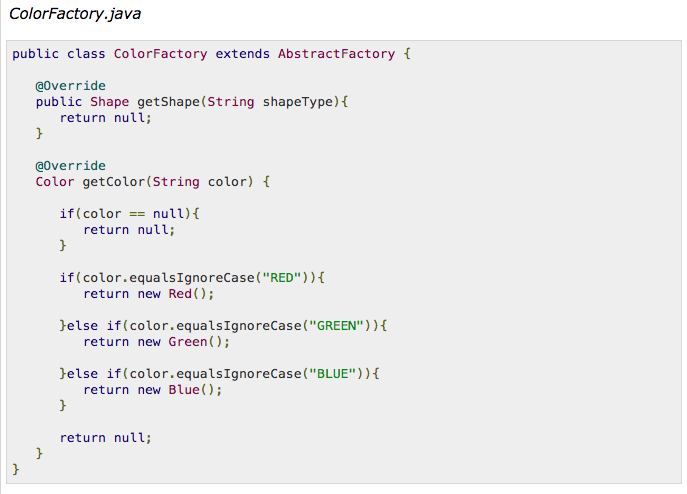 ColorFactory.java
public class ColorFactory extends AbstractFactory {
@Override
public Shape getShape(String shapeType){
return null;
}
@Override
Color getColor(String color) {
if(color == null){
return null;
}
if(color.equalsIgnoreCase("RED")){
return new Red();
}else if(color.equalsIgnoreCase("GREEN")){
return new Green();
}else if(color.equalsIgnoreCase("BLUE")){
return new Blue();
}
return null;
}
}